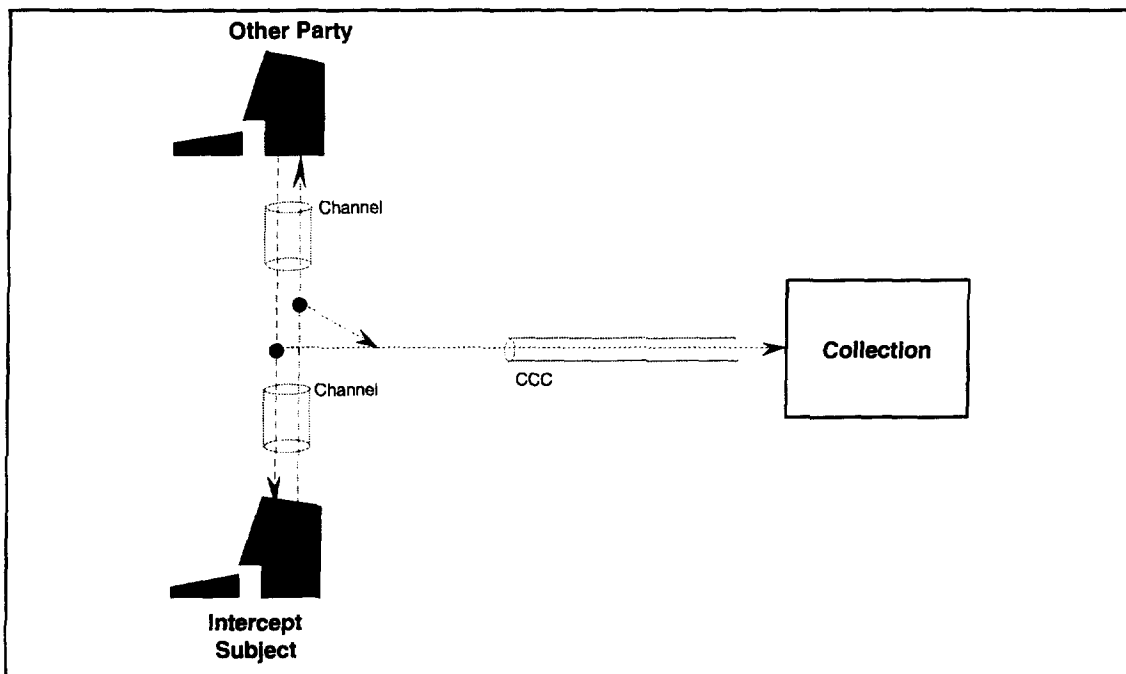 Other Party
Channel
Channel
CCC
Collection
Intercept
Subject